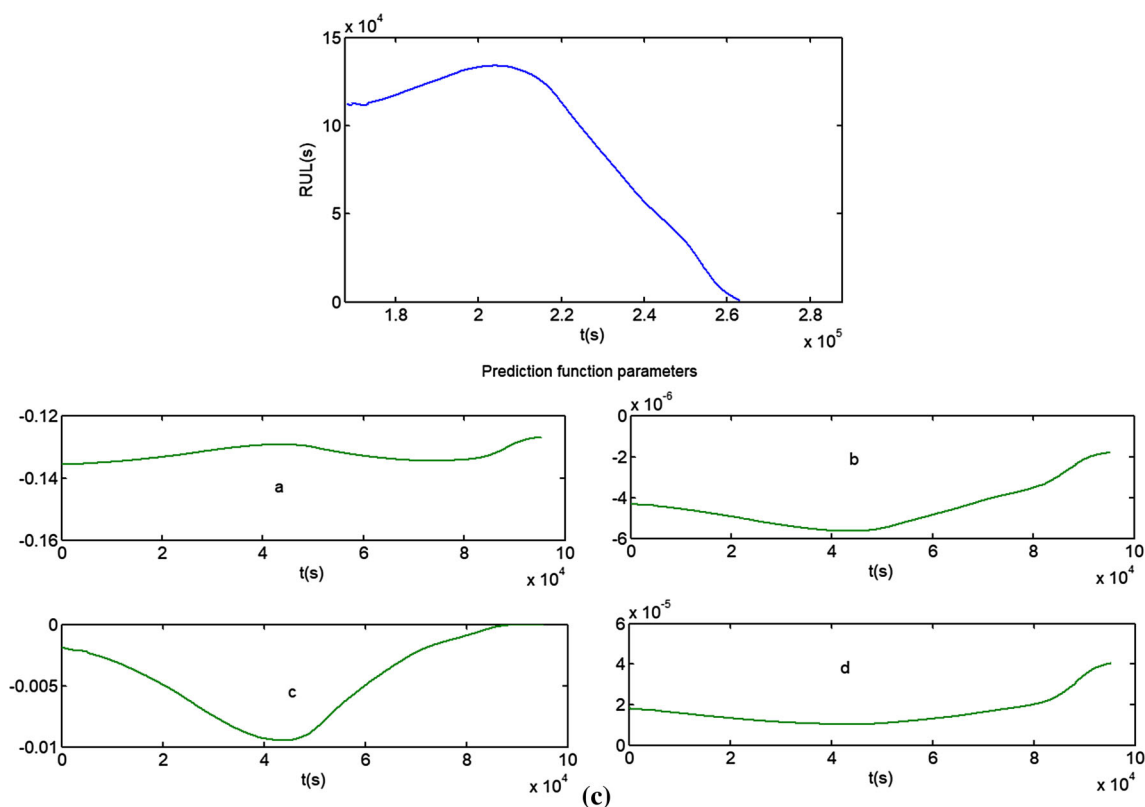 x 10^4
15
10
5
0
RUL(s)
1.8 2 2.2 2.4 2.6 2.8
t(s)
x 10^5
Prediction function parameters
-0.12
-0.14
-0.16
a
0 2 4 6 8 10
t(s)
x 10^4
x 10^-6
0
-2
-4
-6
b
0 2 4 6 8 10
t(s)
x 10^4
0
-0.005
-0.01
c
0 2 4 6 8 10
t(s)
x 10^4
x 10^-5
6
4
2
0
d
0 2 4 6 8 10
t(s)
x 10^4
(c)